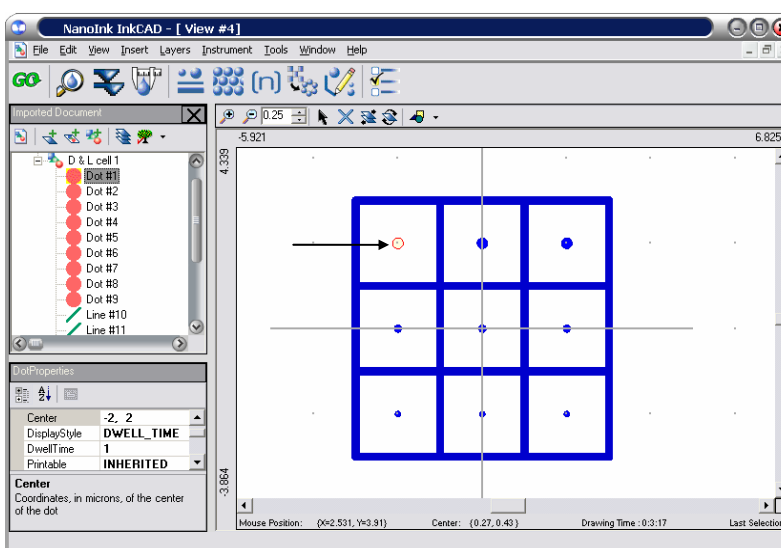 NanoInk InkCAD - [ View #4]
File Edit View Insert Layers Instrument Tools Window Help
GO (n)
Imported Document
0.25
-5.921 6.825
4.339
D & L cell 1
Dot #1
Dot #2
Dot #3
Dot #4
Dot #5
Dot #6
Dot #7
Dot #8
Dot #9
Line #10
Line #11
DotProperties
Center -2, 2
DisplayStyle DWELL_TIME
DwellTime 1
Printable INHERITED
Center
Coordinates, in microns, of the center
of the dot
-3.864
Mouse Position: {X=2.531, Y=3.91} Center: {0.27, 0.43 } Drawing Time : 0:3:17 Last Selection